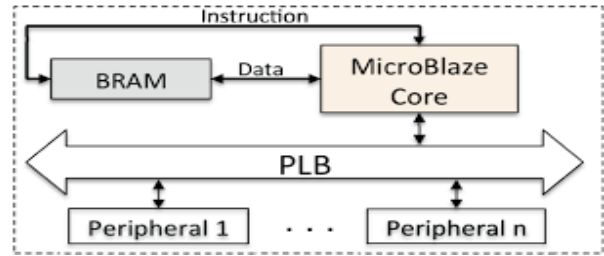 Instruction
BRAM
Data
MicroBlaze
Core
PLB
Peripheral 1
. . .
Peripheral n